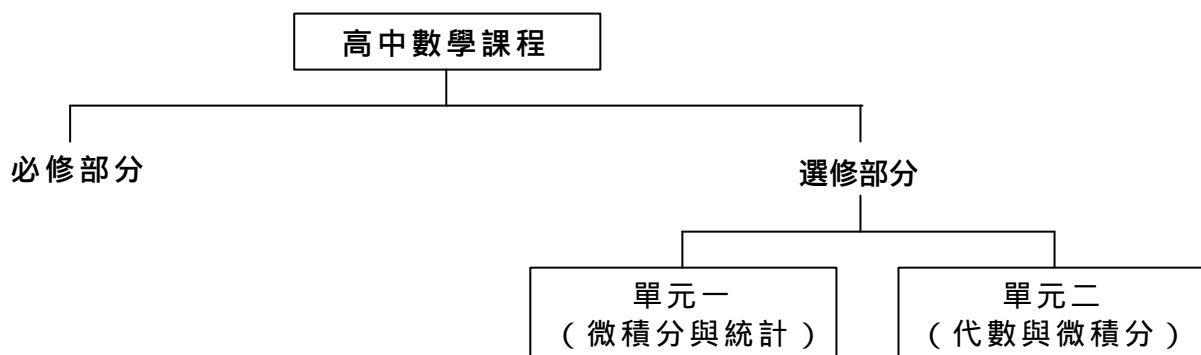 高中數學課程
必修部分
選修部分
單元一
（微積分與統計）
單元二
（代數與微積分）